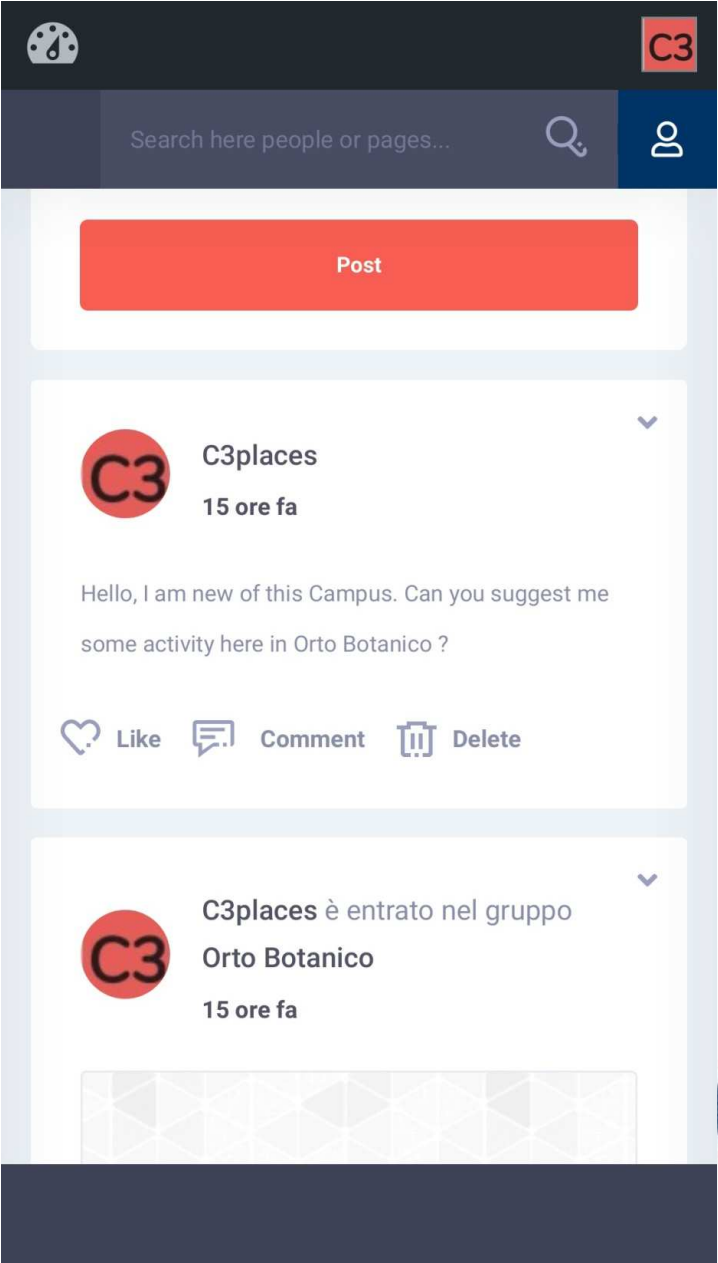 C3
Search here people or pages...
Post
C3
C3places
15 ore fa
Hello, I am new of this Campus. Can you suggest me
some activity here in Orto Botanico ?
Like Comment Delete
C3
C3places è entrato nel gruppo
Orto Botanico
15 ore fa